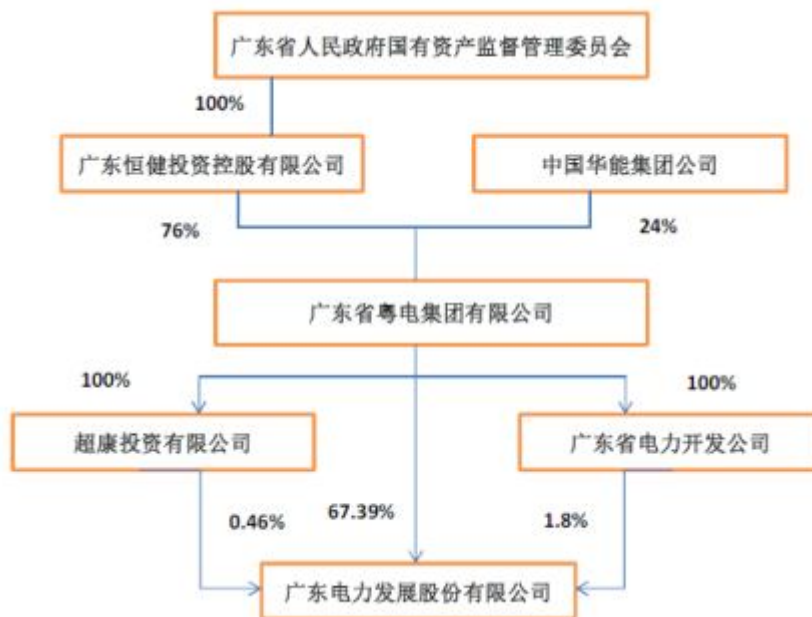 广东省人民政府国有资产监督管理委员会
100%
广东恒健投资控股有限公司
中国华能集团公司
76%
24%
广东省粤电集团有限公司
100%
100%
超康投资有限公司
广东省电力开发公司
0.46%
67.39%
1.8%
广东电力发展股份有限公司